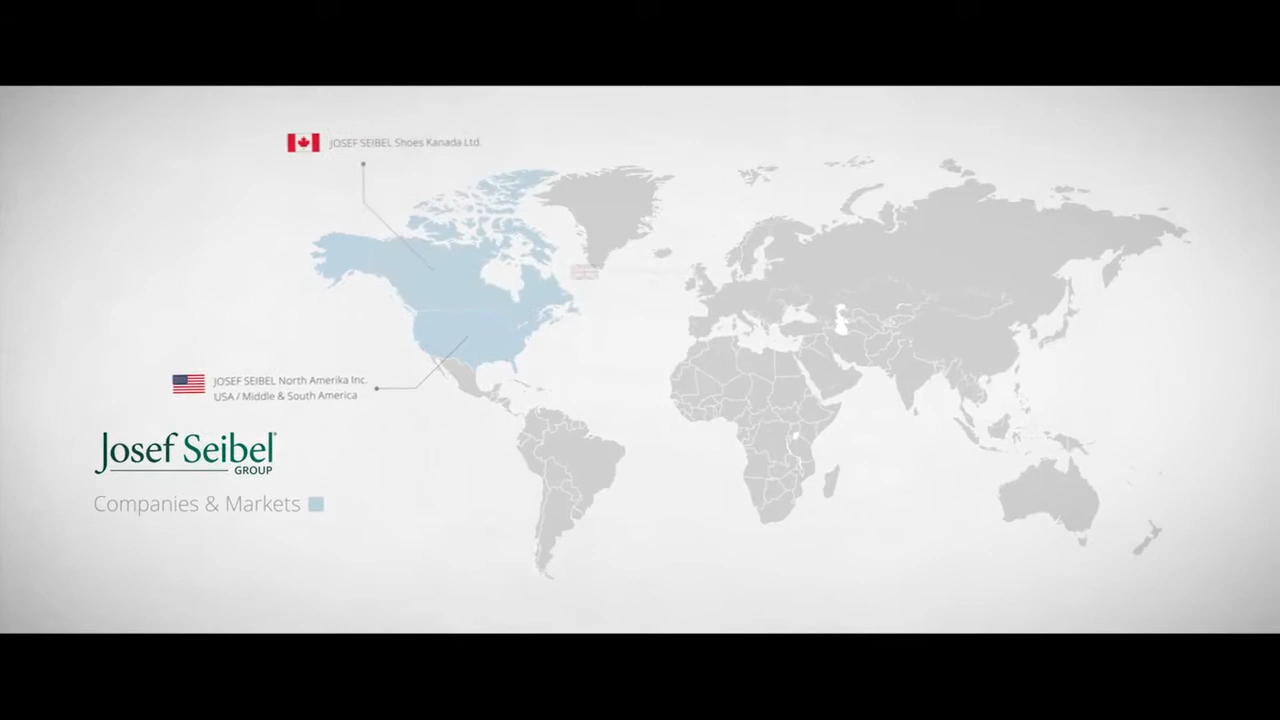 JOSEF SEIBEL Shoes Kanada Ltd.
JOSEF SEIBEL North Amerika Inc.
USA / Middle & South America
Josef Seibel®
GROUP
Companies & Markets